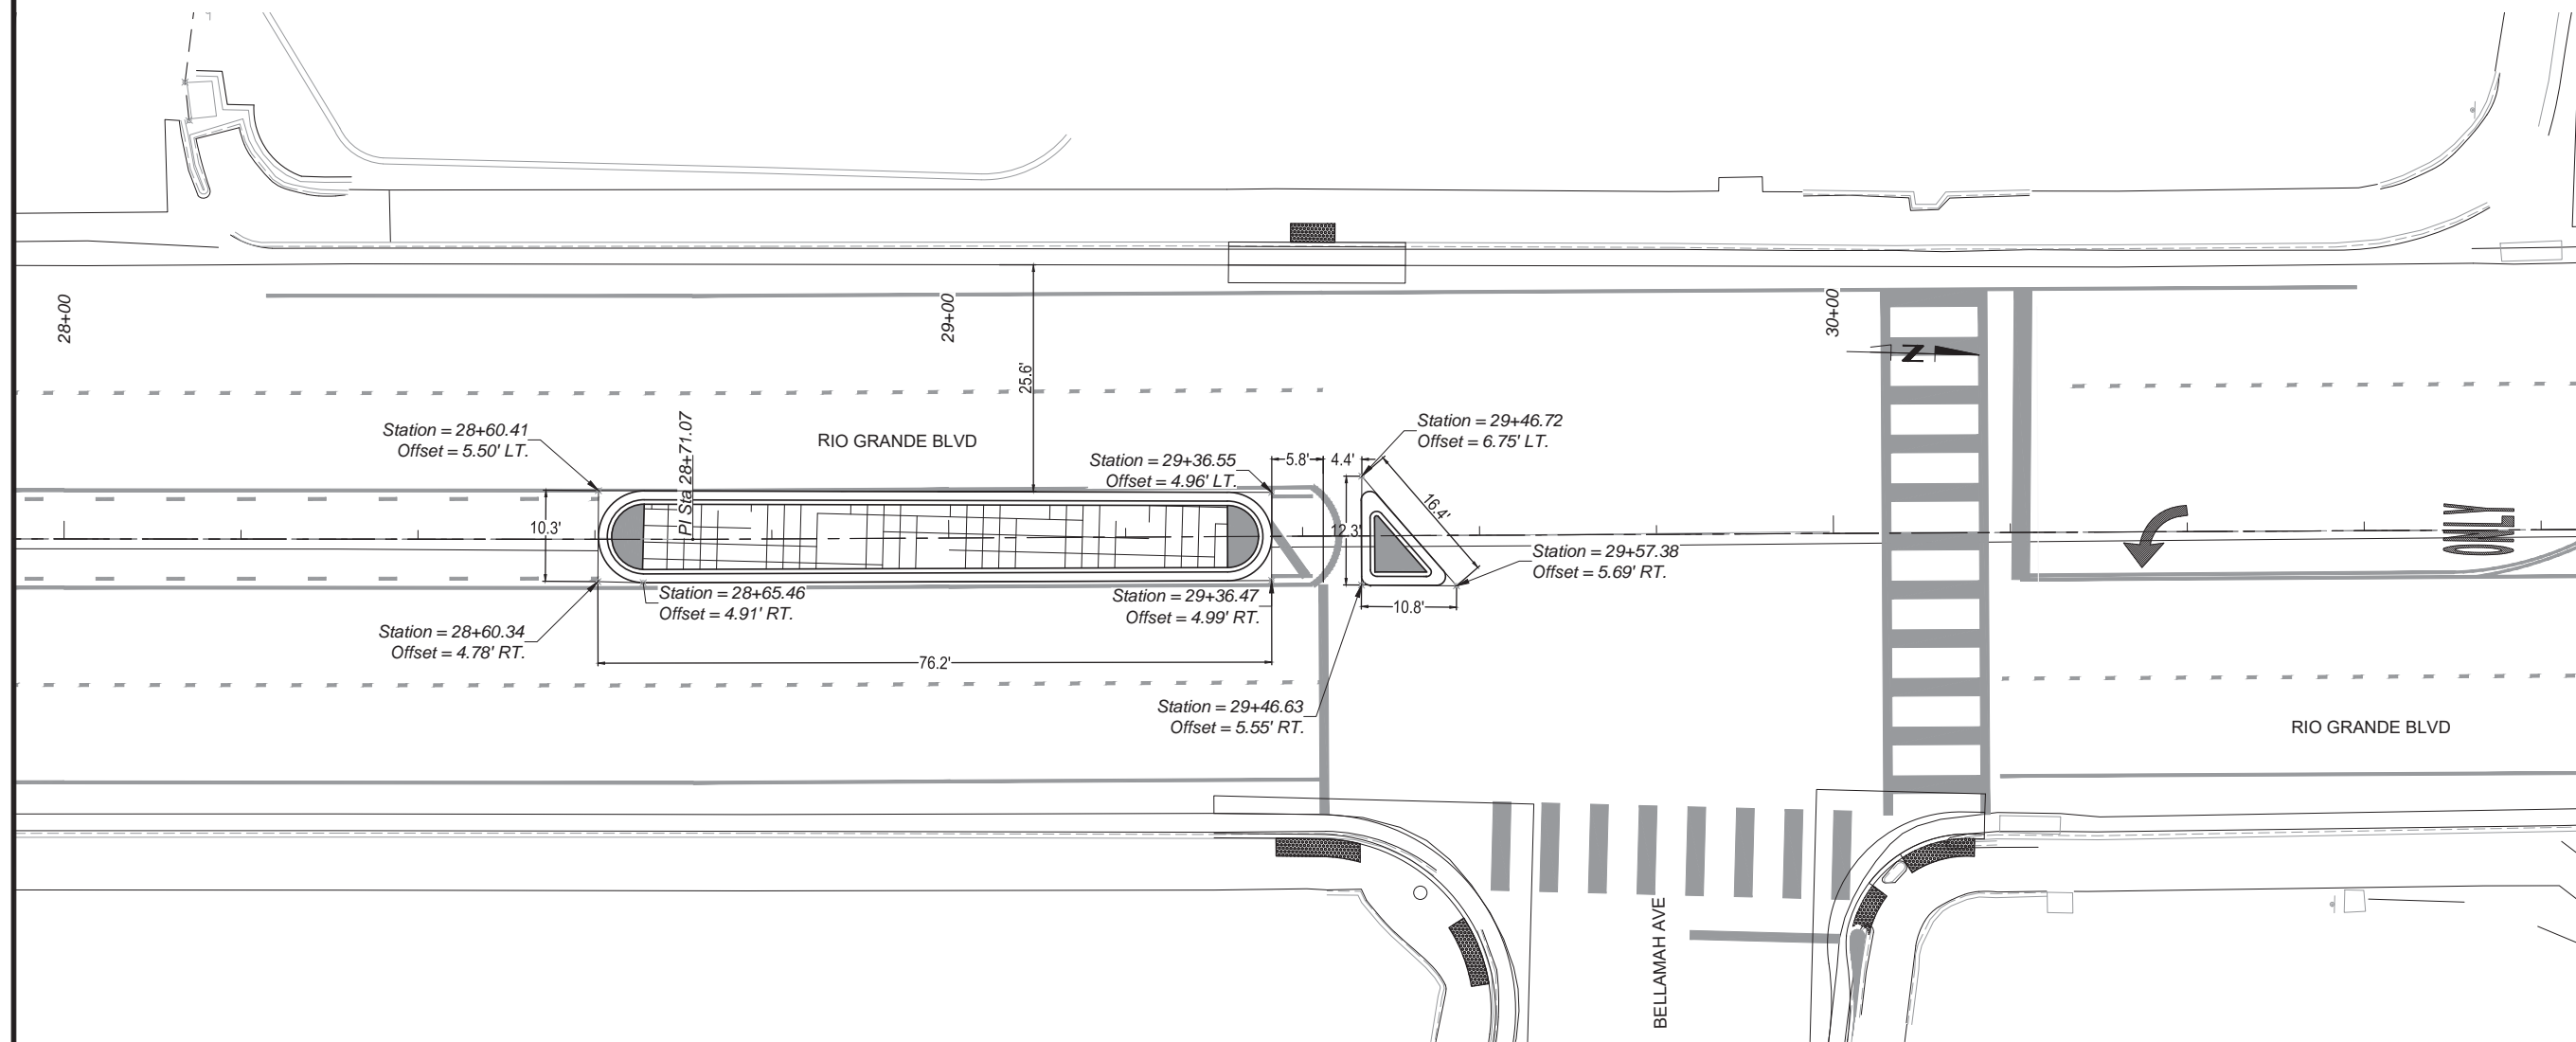 28+00
29+00
30+00
N
25.6'
PI Sta 28+71.07
RIO GRANDE BLVD
Station = 28+60.41
Offset = 5.50' LT.
Station = 29+36.55
Offset = 4.96' LT.
5.8'
4.4'
Station = 29+46.72
Offset = 6.75' LT.
16.4'
10.3'
12.3'
ONLY
Station = 29+57.38
Offset = 5.69' RT.
Station = 28+65.46
Offset = 4.91' RT.
Station = 29+36.47
Offset = 4.99' RT.
10.8'
Station = 28+60.34
Offset = 4.78' RT.
76.2'
Station = 29+46.63
Offset = 5.55' RT.
RIO GRANDE BLVD
BELLAMAH AVE